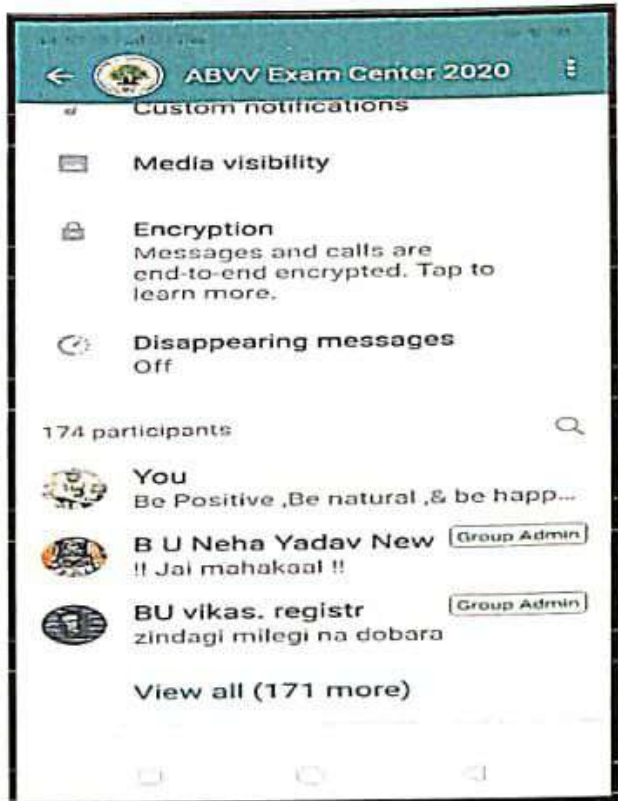 ABVV Exam Center 2020
Custom notifications
Media visibility
Encryption
Messages and calls are
end-to-end encrypted. Tap to
learn more.
Disappearing messages
Off
174 participants
You
Be Positive ,Be natural ,& be happ...
B U Neha Yadav New Group Admin
!! Jai mahakaal !!
BU vikas. registr Group Admin
zindagi milegi na dobara
View all (171 more)